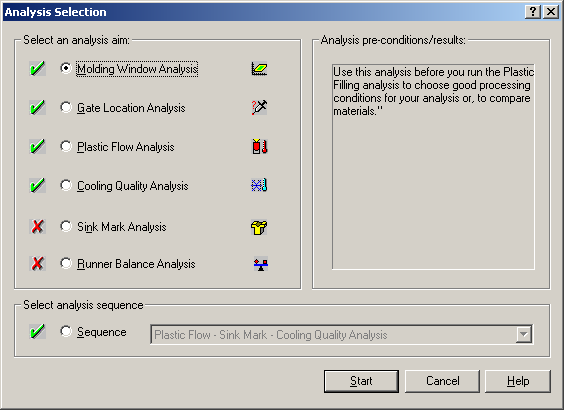 Analysis Selection
Select an analysis aim:
Molding Window Analysis
Gate Location Analysis
Plastic Flow Analysis
Cooling Quality Analysis
Sink Mark Analysis
Runner Balance Analysis
Analysis pre-conditions/results:
Use this analysis before you run the Plastic
Filling analysis to choose good processing
conditions for your analysis or, to compare
materials."
Select analysis sequence
Sequence
Plastic Flow - Sink Mark - Cooling Quality Analysis
Start Cancel Help